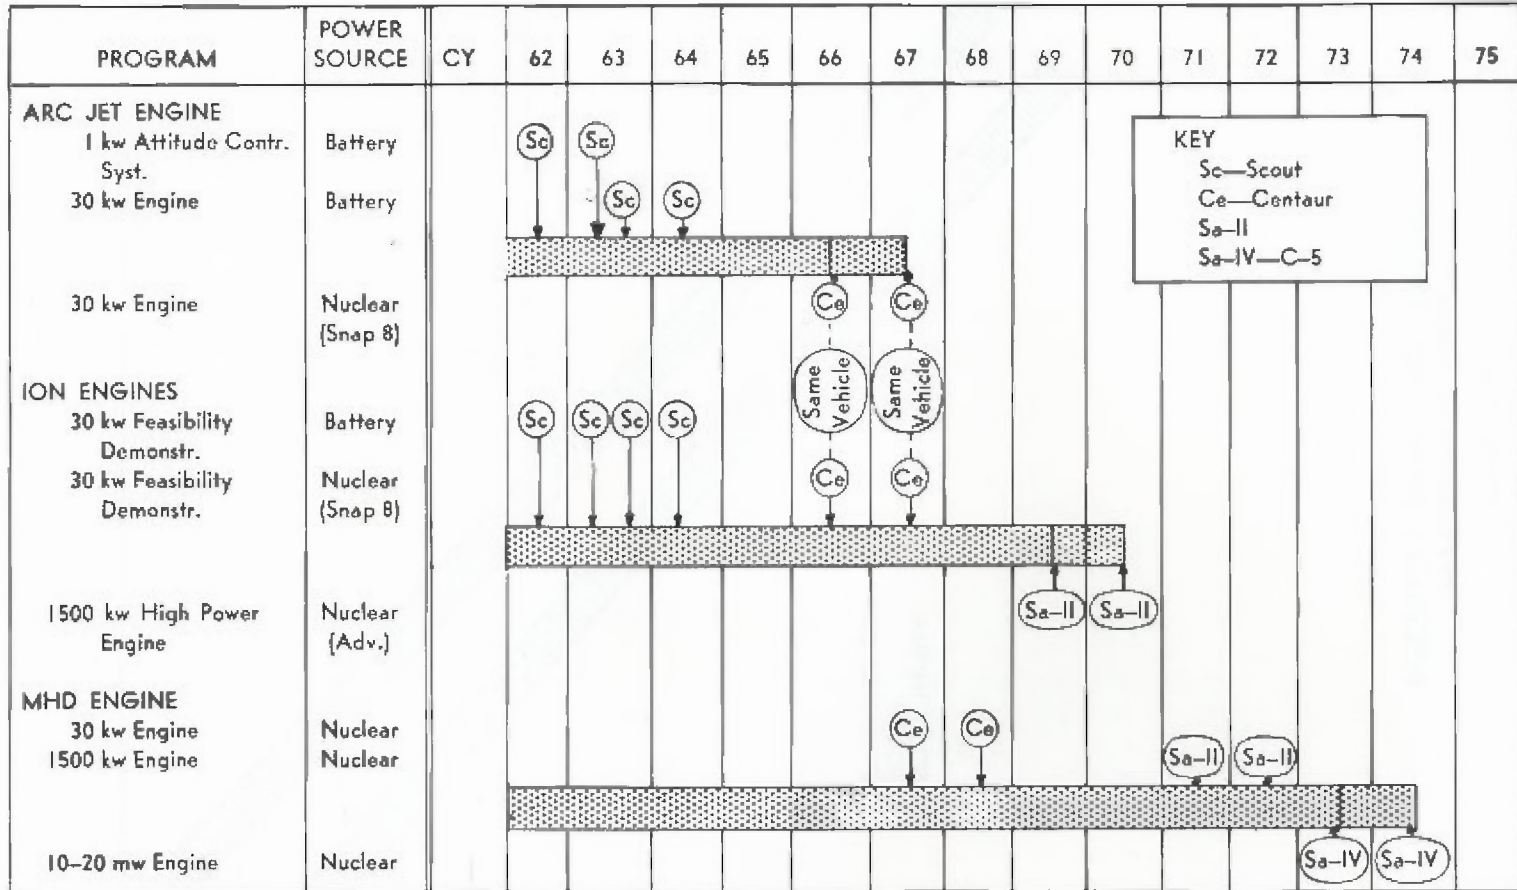 PROGRAM POWER SOURCE CY 62 63 64 65 66 67 68 69 70 71 72 73 74 75
ARC JET ENGINE
1 kw Attitude Contr. Battery Sc Sc
Syst.
30 kw Engine Battery Sc Sc
KEY
Sc—Scout
Ce—Centaur
Sa–II
Sa–IV—C–5
30 kw Engine Nuclear Ce Ce
(Snap 8)
Same Vehicle Same Vehicle
ION ENGINES
30 kw Feasibility Battery Sc Sc Sc Sc
Demonstr.
30 kw Feasibility Nuclear Ce Ce
Demonstr. (Snap 8)
1500 kw High Power Nuclear Sa–II Sa–II
Engine (Adv.)
MHD ENGINE
30 kw Engine Nuclear Ce Ce
1500 kw Engine Nuclear Sa–II Sa–II
10–20 mw Engine Nuclear Sa–IV Sa–IV